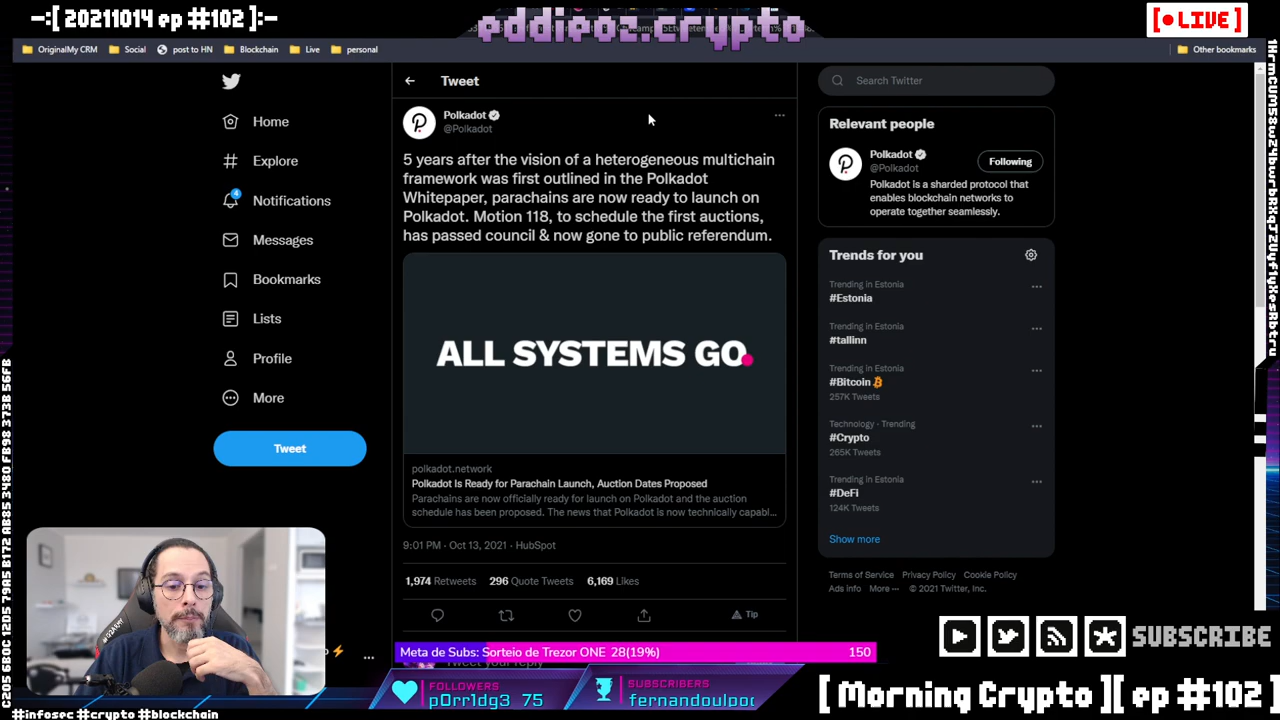 -:[ 20211014 ep #102 ]:-
eddieoz.crypto
[ LIVE ]
OriginalMy CRM
Social
post to HN
Blockchain
Live
personal
Other bookmarks
Tweet
Search Twitter
Home
Explore
4
Notifications
Messages
Bookmarks
Lists
Profile
More
Tweet
Polkadot
@Polkadot
5 years after the vision of a heterogeneous multichain
framework was first outlined in the Polkadot
Whitepaper, parachains are now ready to launch on
Polkadot. Motion 118, to schedule the first auctions,
has passed council & now gone to public referendum.
ALL SYSTEMS GO.
polkadot.network
Polkadot Is Ready for Parachain Launch, Auction Dates Proposed
Parachains are now officially ready for launch on Polkadot and the auction
schedule has been proposed. The news that Polkadot is now technically capabl...
9:01 PM · Oct 13, 2021 · HubSpot
1,974 Retweets 296 Quote Tweets 6,169 Likes
Tip
Tweet your reply
Relevant people
Polkadot
@Polkadot
Following
Polkadot is a sharded protocol that
enables blockchain networks to
operate together seamlessly.
Trends for you
Trending in Estonia
#Estonia
Trending in Estonia
#tallinn
Trending in Estonia
#Bitcoin
257K Tweets
Technology · Trending
#Crypto
265K Tweets
Trending in Estonia
#DeFi
124K Tweets
Show more
Terms of Service Privacy Policy Cookie Policy
Ads info More ··· © 2021 Twitter, Inc.
Meta de Subs: Sorteio de Trezor ONE 28(19%) 150
SUBSCRIBE
FOLLOWERS
p0rr1dg3_75
SUBSCRIBERS
fernandoulpoc
[ Morning Crypto ][ ep #102 ]
#infosec #crypto #blockchain